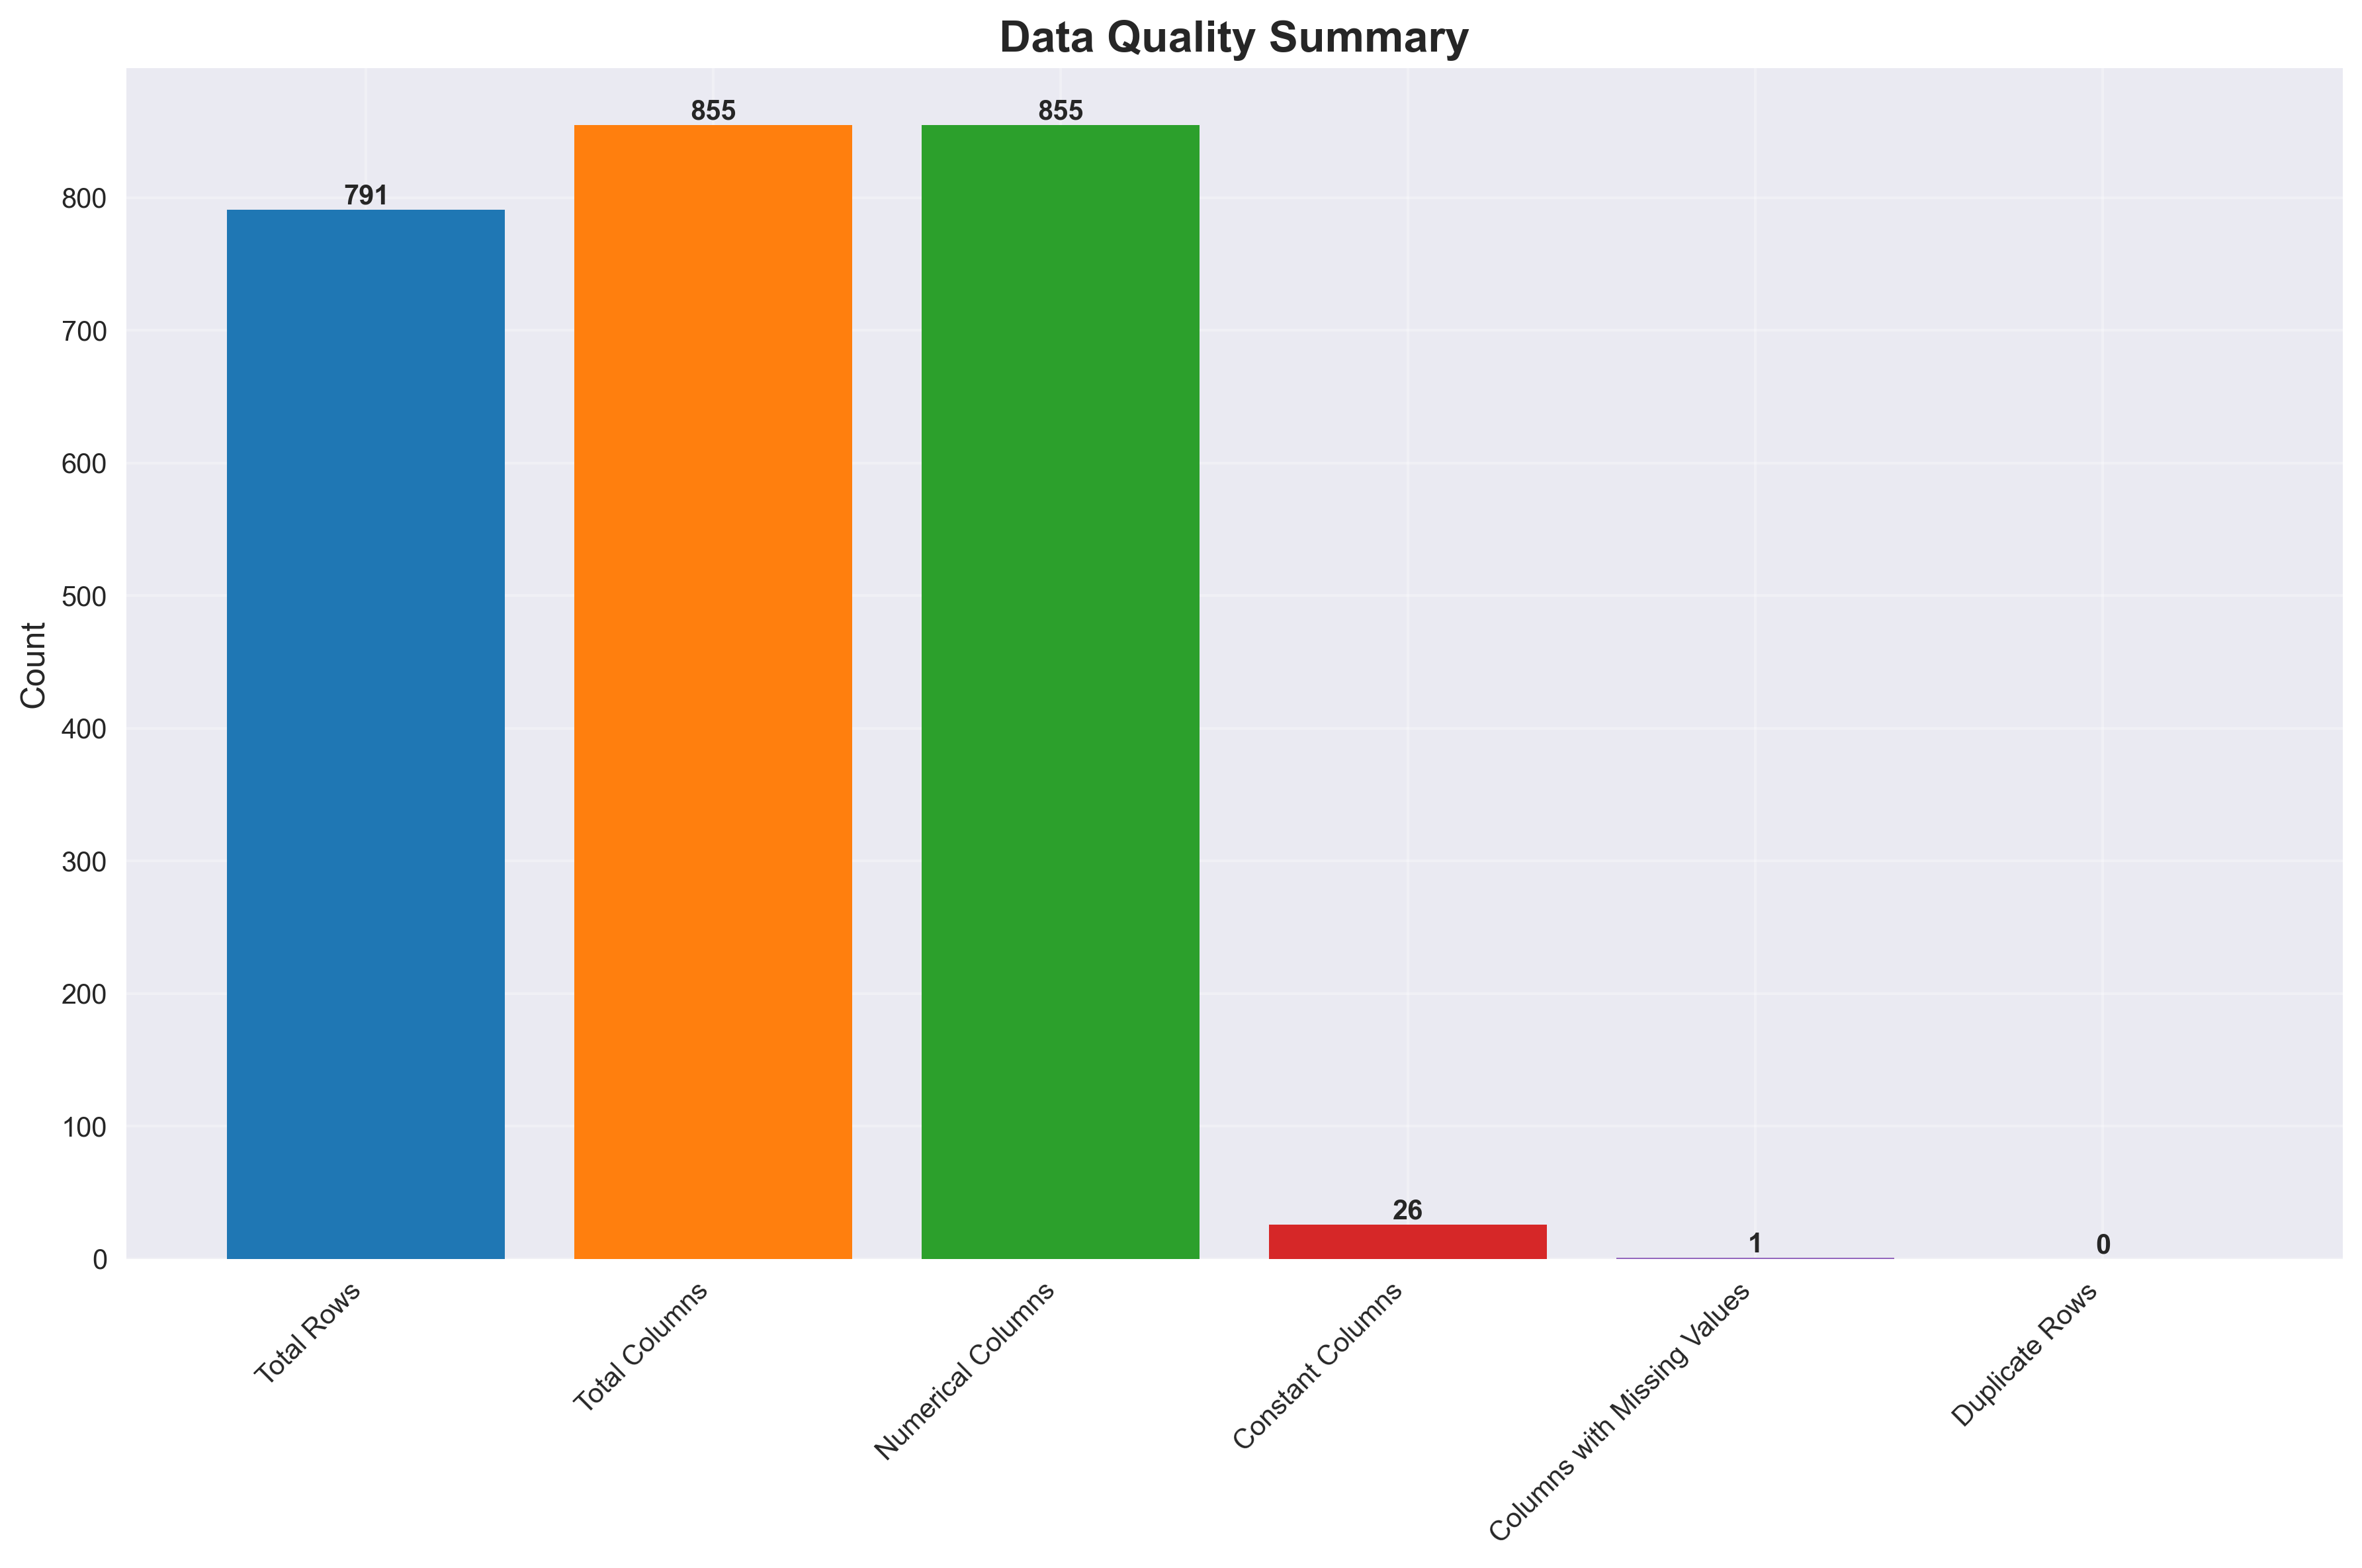 Data Quality Summary
Count
800
700
600
500
400
300
200
100
0
791
855
855
26
1
0
Total Rows
Total Columns
Numerical Columns
Constant Columns
Columns with Missing Values
Duplicate Rows